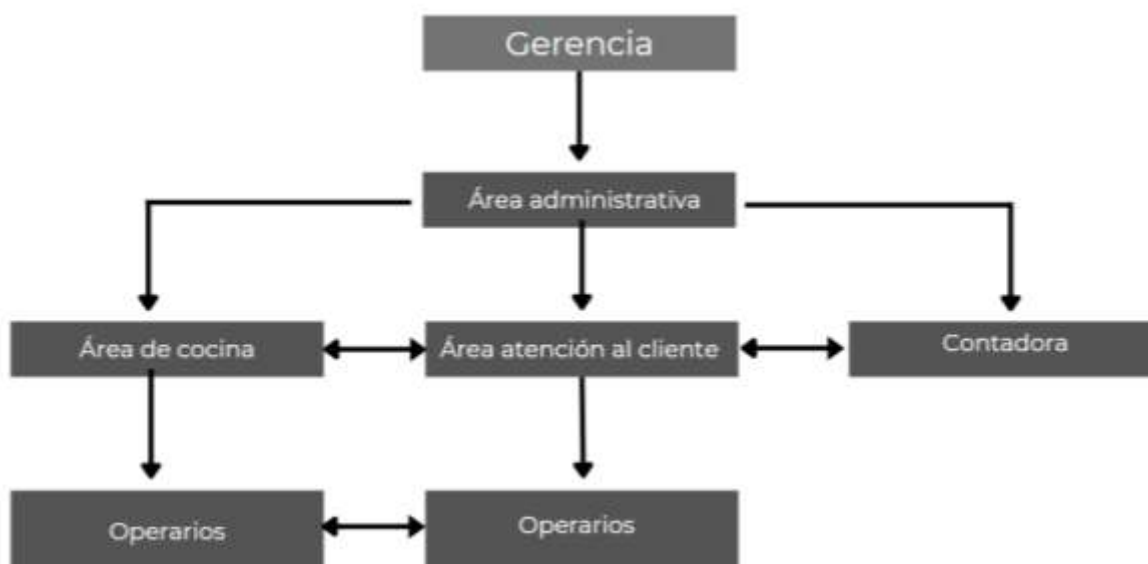 Gerencia
Área administrativa
Área de cocina
Área atención al cliente
Contadora
Operarios
Operarios